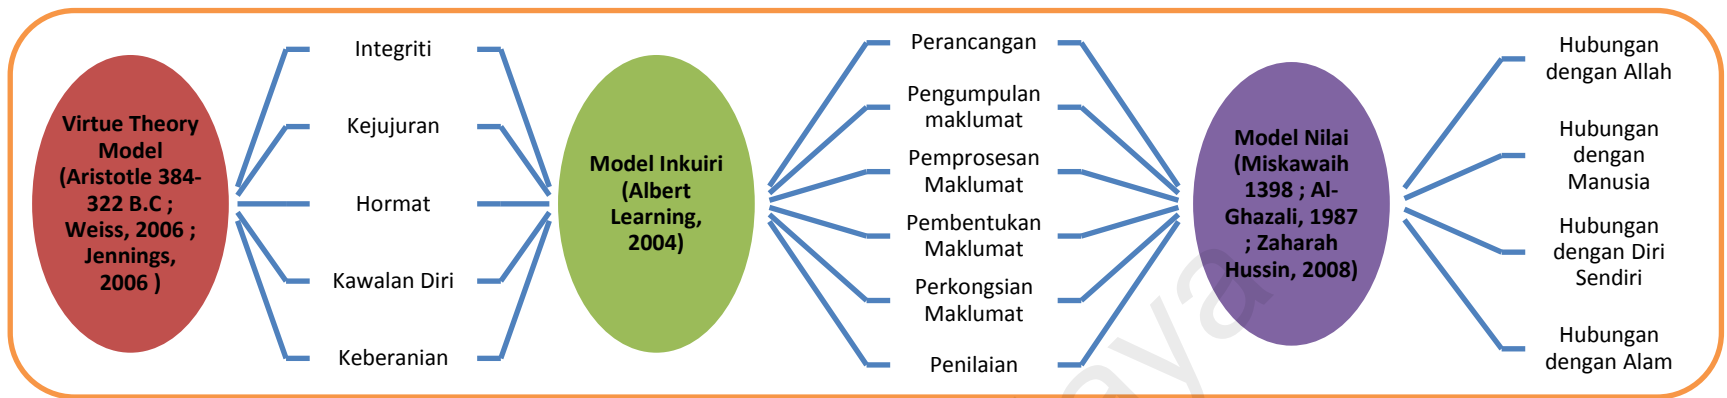 Virtue Theory
Model
(Aristotle 384-
322 B.C ;
Weiss, 2006 ;
Jennings,
2006 )
Integriti
Kejujuran
Hormat
Kawalan Diri
Keberanian
Model Inkuiri
(Albert
Learning,
2004)
Perancangan
Pengumpulan
maklumat
Pemprosesan
Maklumat
Pembentukan
Maklumat
Perkongsian
Maklumat
Penilaian
Model Nilai
(Miskawaih
1398 ; Al-
Ghazali, 1987
; Zaharah
Hussin, 2008)
Hubungan
dengan Allah
Hubungan
dengan
Manusia
Hubungan
dengan Diri
Sendiri
Hubungan
dengan Alam
aya